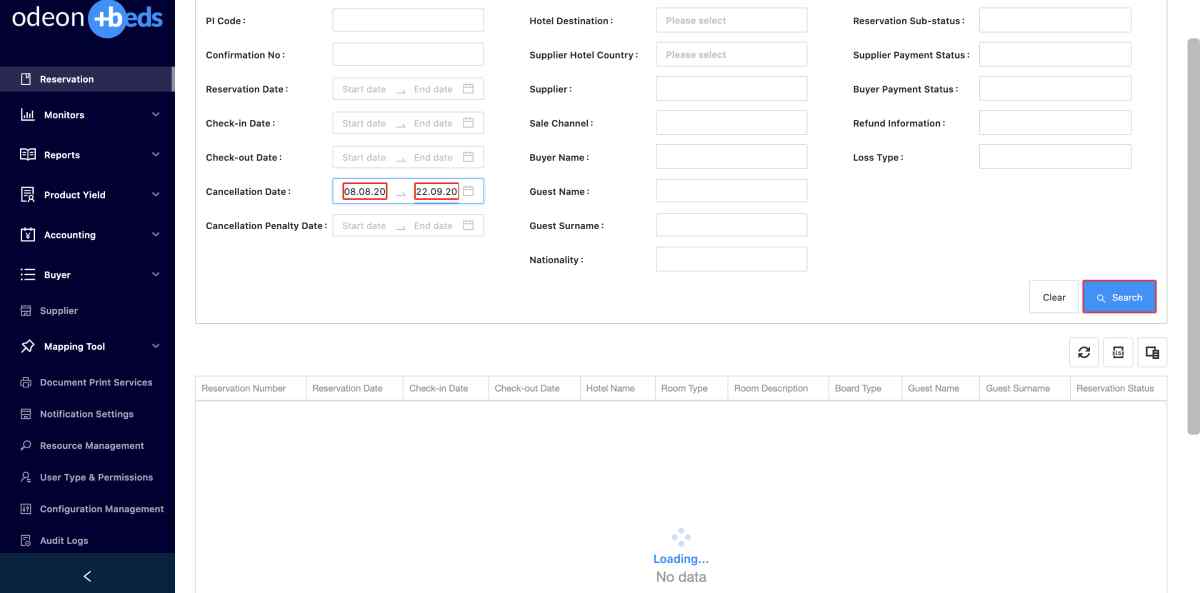 odeon +beds
Reservation
Monitors
Reports
Product Yield
Accounting
Buyer
Supplier
Mapping Tool
Document Print Services
Notification Settings
Resource Management
User Type & Permissions
Configuration Management
Audit Logs
PI Code :
Confirmation No :
Reservation Date : Start date End date
Check-in Date : Start date End date
Check-out Date : Start date End date
Cancellation Date : 08.08.20 22.09.20
Cancellation Penalty Date : Start date End date
Hotel Destination : Please select
Supplier Hotel Country : Please select
Supplier :
Sale Channel :
Buyer Name :
Guest Name :
Guest Surname :
Nationality :
Reservation Sub-status :
Supplier Payment Status :
Buyer Payment Status :
Refund Information :
Loss Type :
Clear Search
Reservation Number Reservation Date Check-in Date Check-out Date Hotel Name Room Type Room Description Board Type Guest Name Guest Surname Reservation Status
Loading...
No data